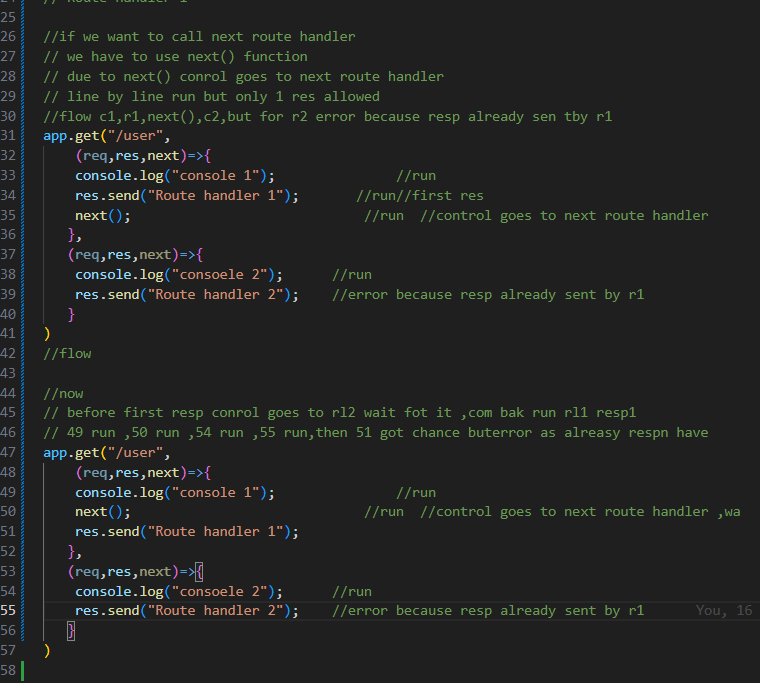 24 // Route handler 1
25
26 //if we want to call next route handler
27 // we have to use next() function
28 // due to next() conrol goes to next route handler
29 // line by line run but only 1 res allowed
30 //flow c1,r1,next(),c2,but for r2 error because resp already sen tby r1
31 app.get("/user",
32 (req,res,next)=>{
33 console.log("console 1"); //run
34 res.send("Route handler 1"); //run//first res
35 next(); //run //control goes to next route handler
36 },
37 (req,res,next)=>{
38 console.log("consoele 2"); //run
39 res.send("Route handler 2"); //error because resp already sent by r1
40 }
41 )
42 //flow
43
44 //now
45 // before first resp conrol goes to rl2 wait fot it ,com bak run rl1 resp1
46 // 49 run ,50 run ,54 run ,55 run,then 51 got chance buterror as alreasy respn have
47 app.get("/user",
48 (req,res,next)=>{
49 console.log("console 1"); //run
50 next(); //run //control goes to next route handler ,wa
51 res.send("Route handler 1");
52 },
53 (req,res,next)=>{
54 console.log("consoele 2"); //run
55 res.send("Route handler 2"); //error because resp already sent by r1 You, 16
56 }
57 )
58